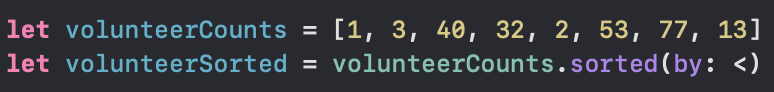 let volunteerCounts = [1, 3, 40, 32, 2, 53, 77, 13]
let volunteerSorted = volunteerCounts.sorted(by: <)